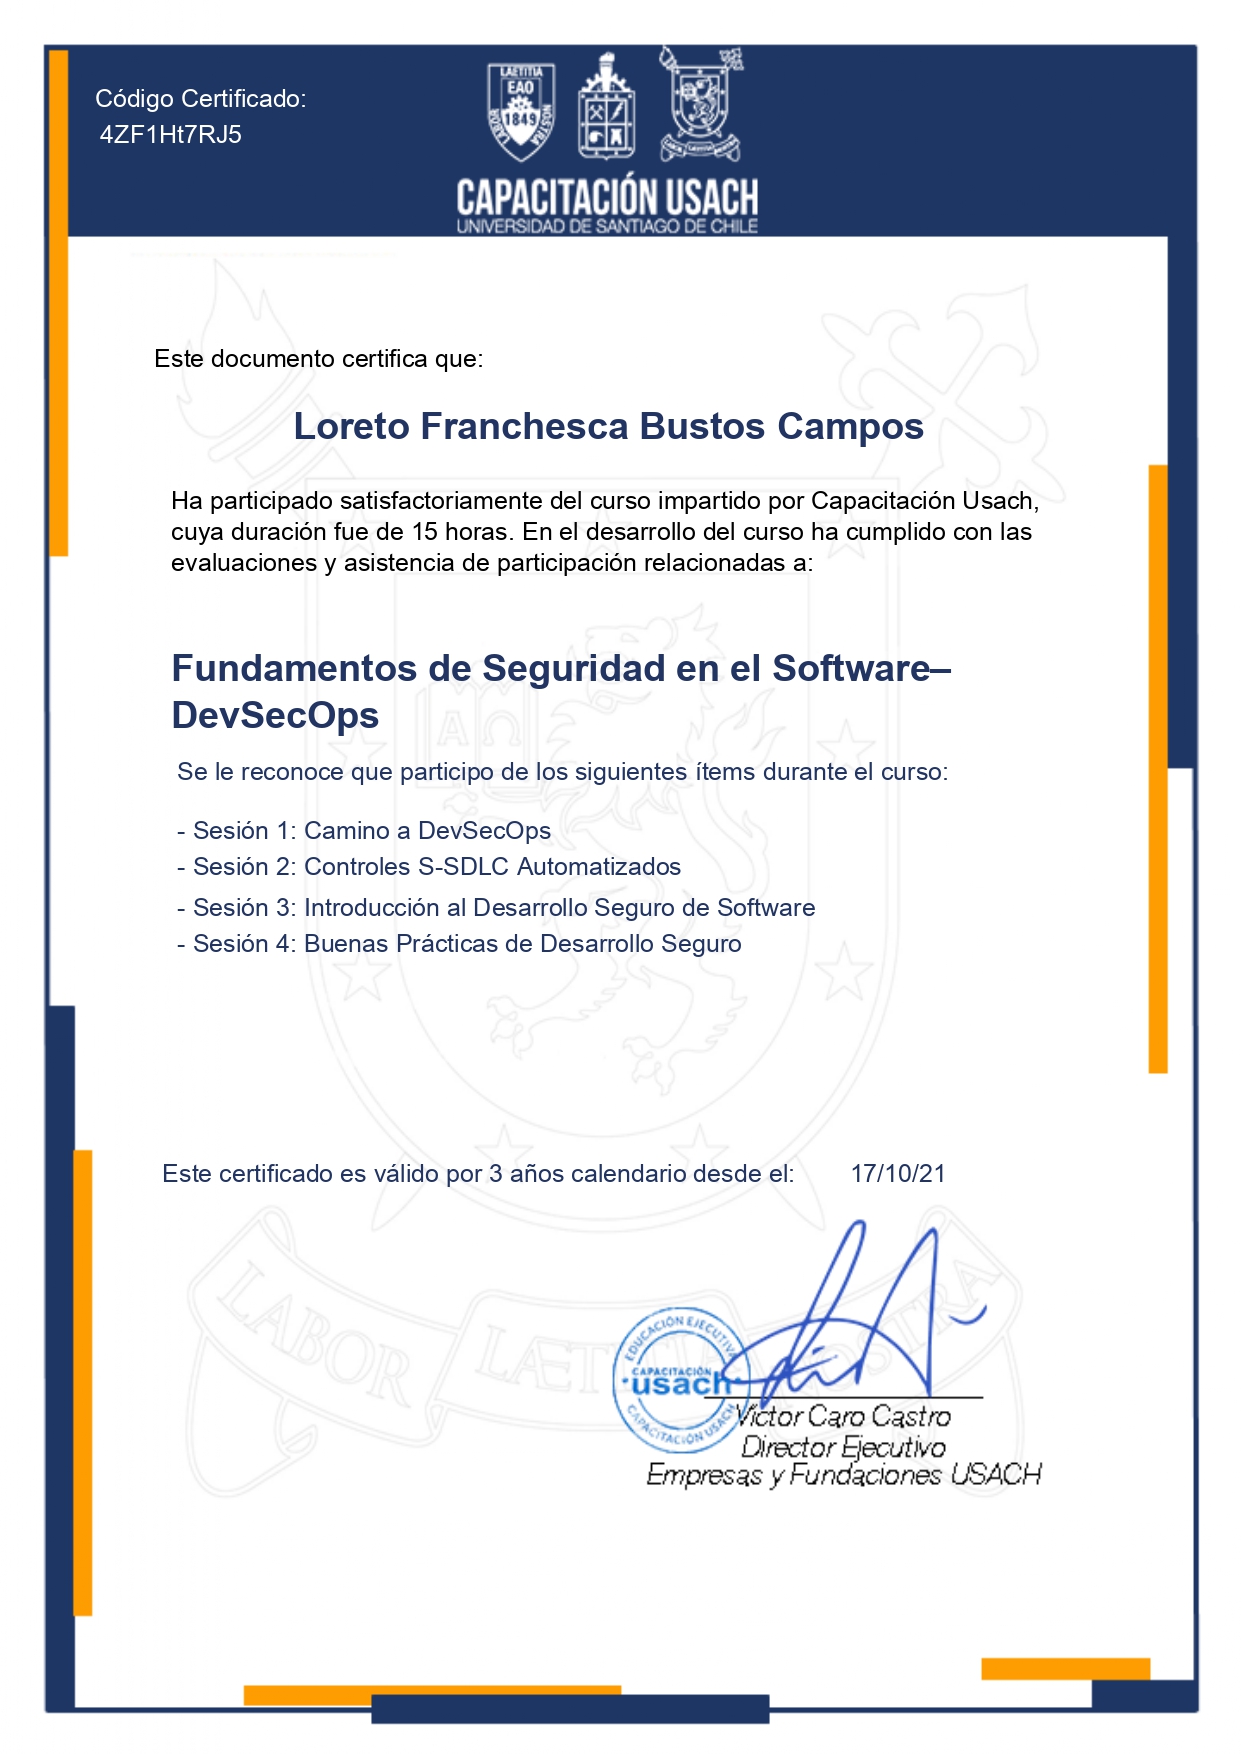 Código Certificado:
4ZF1Ht7RJ5
LAETITIA
EAO
1849
LABOR
NOSTRA
CAPACITACIÓN USACH
UNIVERSIDAD DE SANTIAGO DE CHILE
Este documento certifica que:
Loreto Franchesca Bustos Campos
Ha participado satisfactoriamente del curso impartido por Capacitación Usach,
cuya duración fue de 15 horas. En el desarrollo del curso ha cumplido con las
evaluaciones y asistencia de participación relacionadas a:
Fundamentos de Seguridad en el Software–
DevSecOps
Se le reconoce que participo de los siguientes ítems durante el curso:
- Sesión 1: Camino a DevSecOps
- Sesión 2: Controles S-SDLC Automatizados
- Sesión 3: Introducción al Desarrollo Seguro de Software
- Sesión 4: Buenas Prácticas de Desarrollo Seguro
Este certificado es válido por 3 años calendario desde el: 17/10/21
LABOR LÆTITIA NOSTRA
EDUCACIÓN EJECUTIVA
CAPACITACIÓN
usach
CAPACITACIÓN USACH
Víctor Caro Castro
Director Ejecutivo
Empresas y Fundaciones USACH